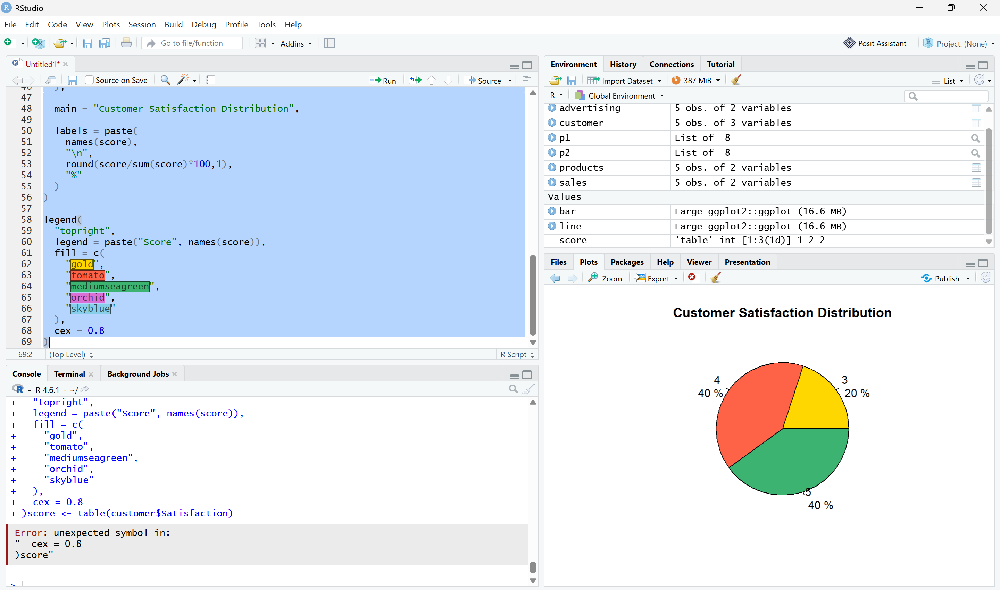 RStudio
File Edit Code View Plots Session Build Debug Profile Tools Help
Go to file/function Addins Posit Assistant Project: (None)
Untitled1*
Source on Save Run Source
46 ),
47
48 main = "Customer Satisfaction Distribution",
49
50 labels = paste(
51 names(score),
52 "\n",
53 round(score/sum(score)*100,1),
54 "%"
55 )
56 )
57
58 legend(
59 "topright",
60 legend = paste("Score", names(score)),
61 fill = c(
62 "gold",
63 "tomato",
64 "mediumseagreen",
65 "orchid",
66 "skyblue"
67 ),
68 cex = 0.8
69 )
69:2 (Top Level) R Script
Console Terminal Background Jobs
R 4.6.1 · ~/
+ "topright",
+ legend = paste("Score", names(score)),
+ fill = c(
+ "gold",
+ "tomato",
+ "mediumseagreen",
+ "orchid",
+ "skyblue"
+ ),
+ cex = 0.8
+ )score <- table(customer$Satisfaction)
Error: unexpected symbol in:
" cex = 0.8
)score"
>
Environment History Connections Tutorial
Import Dataset 387 MiB List
R Global Environment
advertising 5 obs. of 2 variables
customer 5 obs. of 3 variables
p1 List of 8
p2 List of 8
products 5 obs. of 2 variables
sales 5 obs. of 2 variables
Values
bar Large ggplot2::ggplot (16.6 MB)
line Large ggplot2::ggplot (16.6 MB)
score 'table' int [1:3(1d)] 1 2 2
Files Plots Packages Help Viewer Presentation
Zoom Export Publish
Customer Satisfaction Distribution
4
40 %
3
20 %
5
40 %